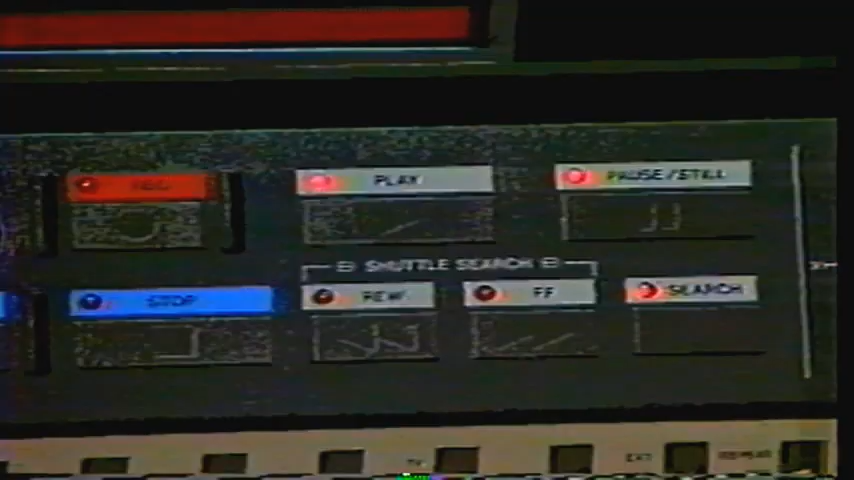 REC
PLAY
PAUSE/STILL
SHUTTLE SEARCH
STOP
REW
FF
SEARCH
TV
EXT